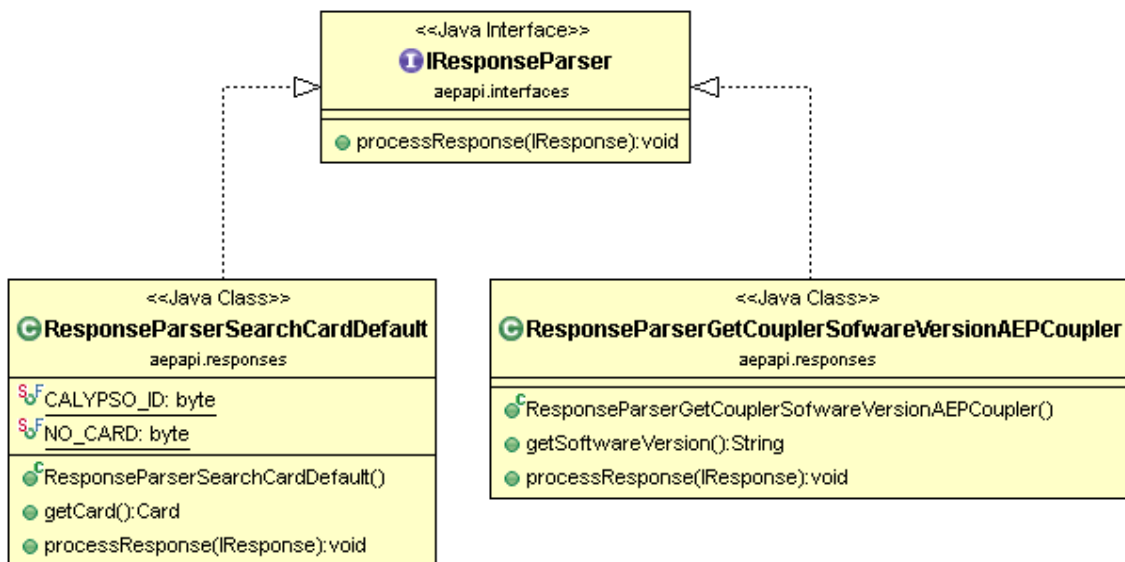 <<Java Interface>>
IResponseParser
aepapi.interfaces
processResponse(IResponse):void
<<Java Class>>
ResponseParserSearchCardDefault
aepapi.responses
CALYPSO_ID: byte
NO_CARD: byte
ResponseParserSearchCardDefault()
getCard():Card
processResponse(IResponse):void
<<Java Class>>
ResponseParserGetCouplerSofwareVersionAEPCoupler
aepapi.responses
ResponseParserGetCouplerSofwareVersionAEPCoupler()
getSoftwareVersion():String
processResponse(IResponse):void